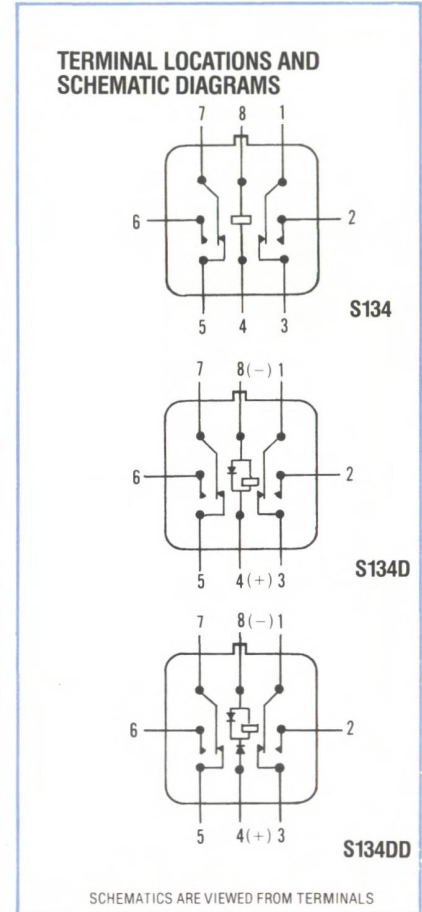 TERMINAL LOCATIONS AND
SCHEMATIC DIAGRAMS
7 8 1
6 2
5 4 3
S134
7 8(−) 1
6 2
5 4(+) 3
S134D
7 8(−) 1
6 2
5 4(+) 3
S134DD
SCHEMATICS ARE VIEWED FROM TERMINALS